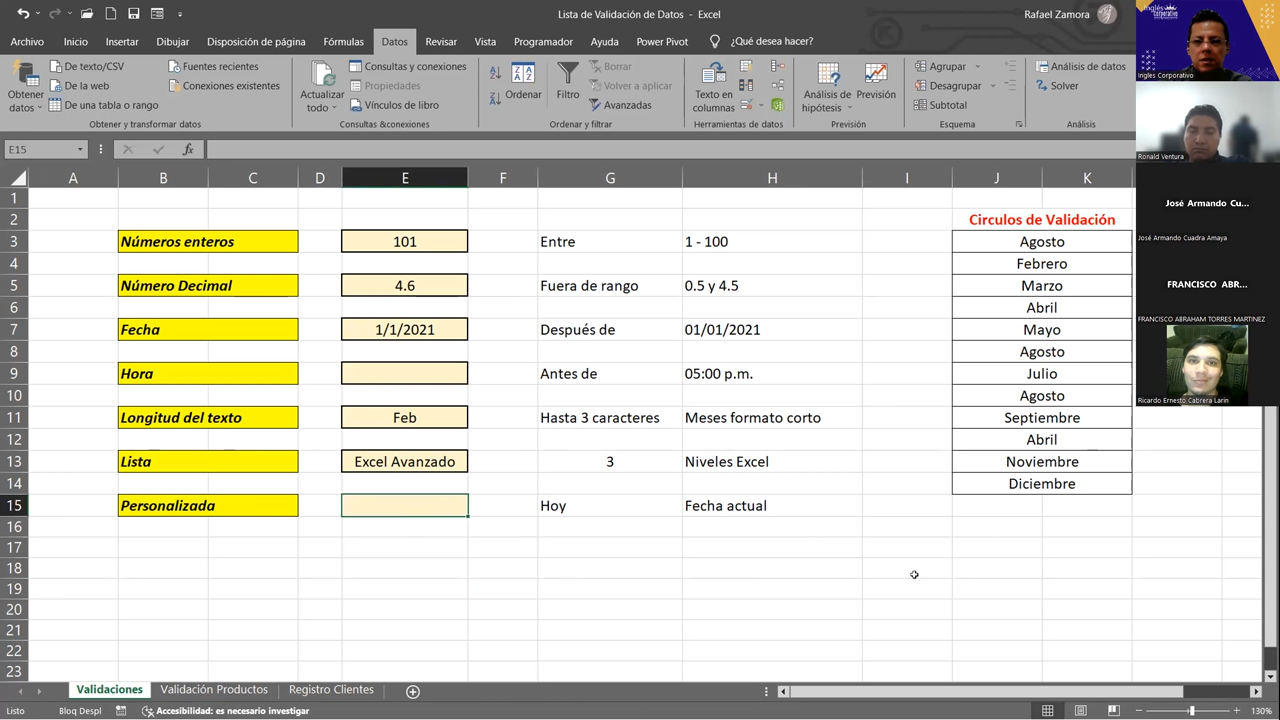 Lista de Validación de Datos - Excel
Rafael Zamora
Archivo Inicio Insertar Dibujar Disposición de página Fórmulas Datos Revisar Vista Programador Ayuda Power Pivot ¿Qué desea hacer?
Obtener datos
De texto/CSV
De la web
De una tabla o rango
Fuentes recientes
Conexiones existentes
Obtener y transformar datos
Actualizar todo
Consultas y conexiones
Propiedades
Vínculos de libro
Consultas &conexiones
Ordenar
Filtro
Borrar
Volver a aplicar
Avanzadas
Ordenar y filtrar
Texto en columnas
Herramientas de datos
Análisis de hipótesis
Previsión
Previsión
Agrupar
Desagrupar
Subtotal
Esquema
Análisis de datos
Solver
Análisis
E15
fx
A B C D E F G H I J K
1
2 Circulos de Validación
3 Números enteros 101 Entre 1 - 100 Agosto
4 Febrero
5 Número Decimal 4.6 Fuera de rango 0.5 y 4.5 Marzo
6 Abril
7 Fecha 1/1/2021 Después de 01/01/2021 Mayo
8 Agosto
9 Hora Antes de 05:00 p.m. Julio
10 Agosto
11 Longitud del texto Feb Hasta 3 caracteres Meses formato corto Septiembre
12 Abril
13 Lista Excel Avanzado 3 Niveles Excel Noviembre
14 Diciembre
15 Personalizada Hoy Fecha actual
16
17
18
19
20
21
22
23
Validaciones Validación Productos Registro Clientes
Listo Bloq Despl Accesibilidad: es necesario investigar 130%
Inglés corporativo
Ingles Corporativo
Ronald Ventura
José Armando Cu...
José Armando Cuadra Amaya
FRANCISCO ABR...
FRANCISCO ABRAHAM TORRES MARTINEZ
Ricardo Ernesto Cabrera Larin